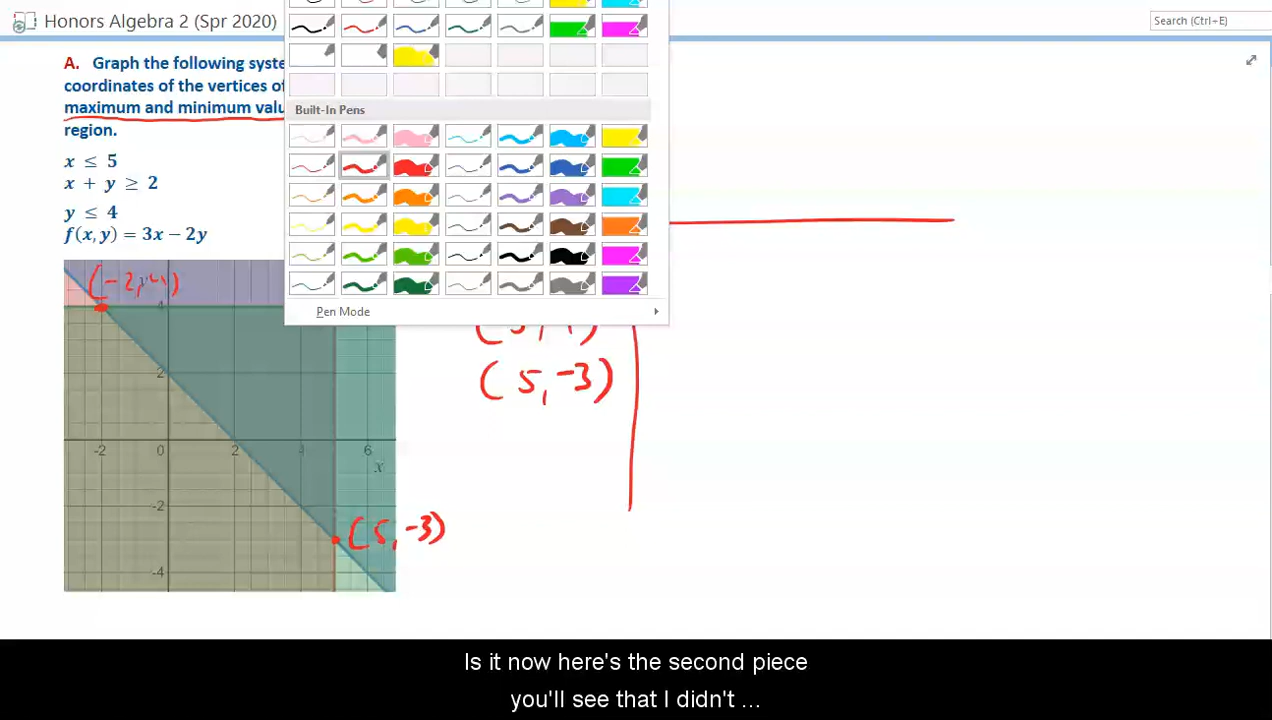 Honors Algebra 2 (Spr 2020)
Search (Ctrl+E)
A. Graph the following syste
coordinates of the vertices of
maximum and minimum valu
region.
x ≤ 5
x + y ≥ 2
y ≤ 4
f(x, y) = 3x − 2y
Built-In Pens
Pen Mode
(-2, 4)
4
2
-2 0 2 4 6
x
-2
-4
(5, -3)
(5, -3)
Is it now here's the second piece
you'll see that I didn't ...